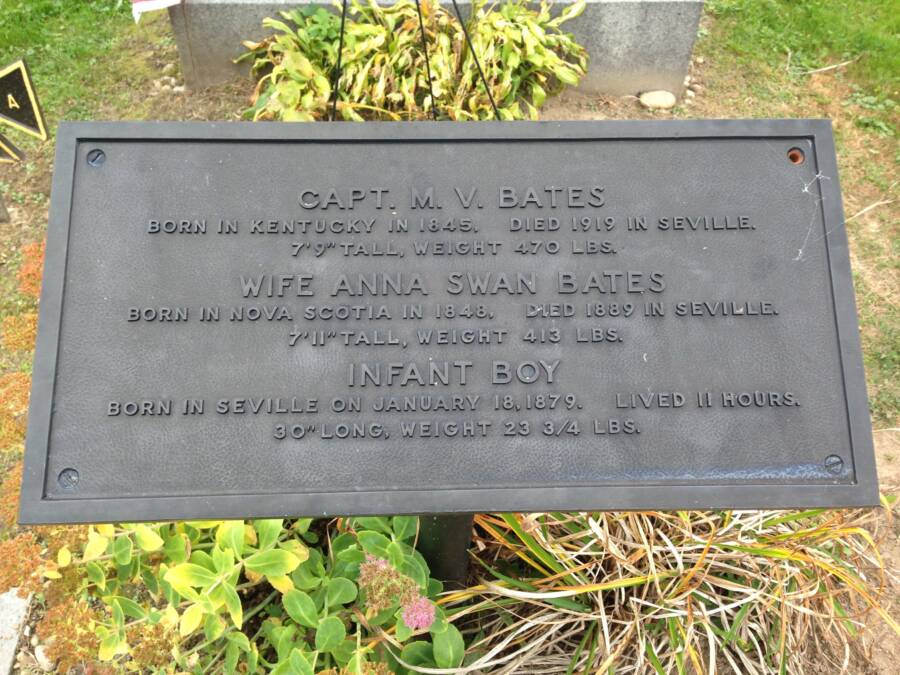 CAPT. M. V. BATES
BORN IN KENTUCKY IN 1845. DIED 1919 IN SEVILLE.
7'9" TALL, WEIGHT 470 LBS.
WIFE ANNA SWAN BATES
BORN IN NOVA SCOTIA IN 1848. DIED 1889 IN SEVILLE.
7'11" TALL, WEIGHT 413 LBS.
INFANT BOY
BORN IN SEVILLE ON JANUARY 18, 1879. LIVED 11 HOURS.
30" LONG, WEIGHT 23 3/4 LBS.
A